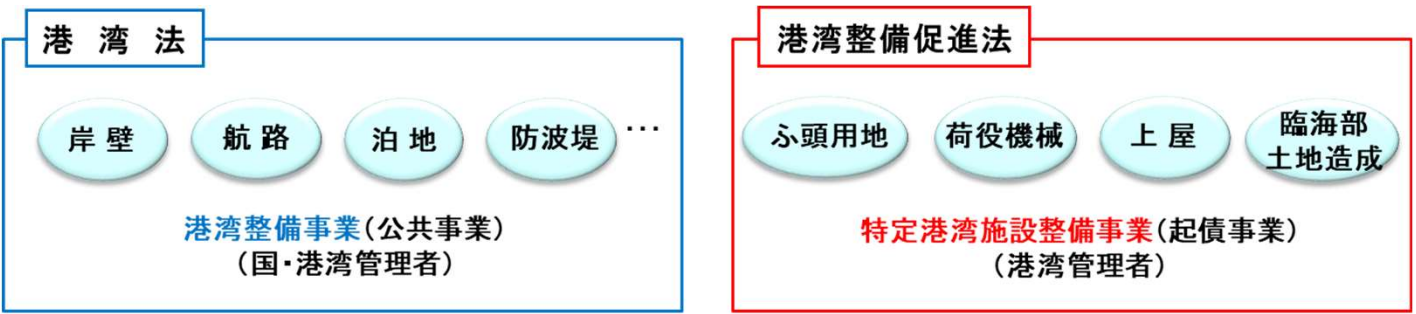 港湾法
岸壁
航路
泊地
防波堤
…
港湾整備事業(公共事業)
(国・港湾管理者)
港湾整備促進法
ふ頭用地
荷役機械
上屋
臨海部
土地造成
特定港湾施設整備事業(起債事業)
(港湾管理者)